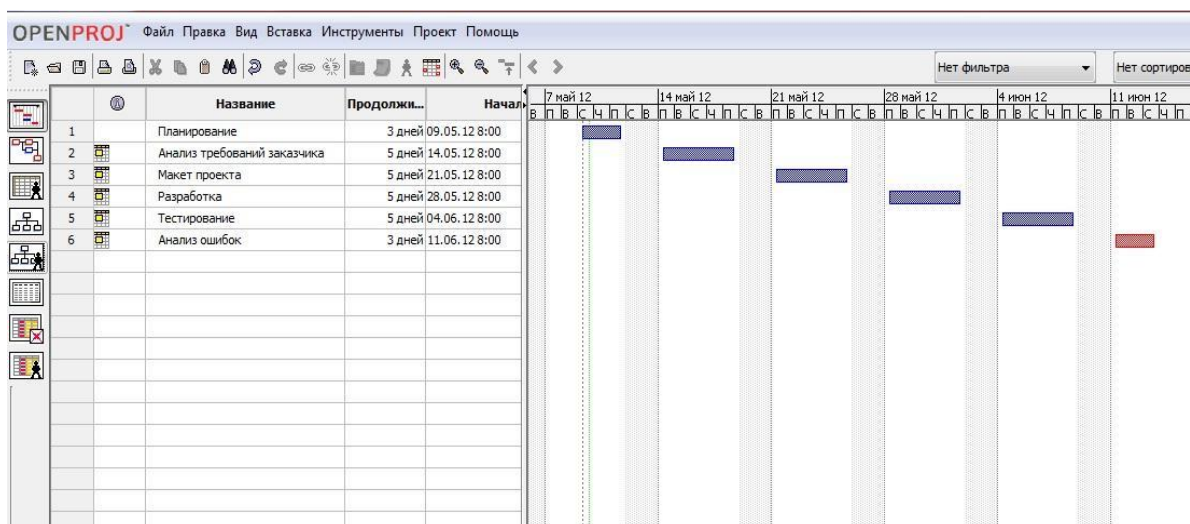 OPENPROJ Файл Правка Вид Вставка Инструменты Проект Помощь
Нет фильтра Нет сортиров
Название Продолжи... Начал 7 май 12 14 май 12 21 май 12 28 май 12 4 июн 12 11 июн 12
В П В С Ч П С В П В С Ч П С В П В С Ч П С В П В С Ч П С В П В С Ч П С В П В С Ч П
1 Планирование 3 дней 09.05.12 8:00
2 Анализ требований заказчика 5 дней 14.05.12 8:00
3 Макет проекта 5 дней 21.05.12 8:00
4 Разработка 5 дней 28.05.12 8:00
5 Тестирование 5 дней 04.06.12 8:00
6 Анализ ошибок 3 дней 11.06.12 8:00